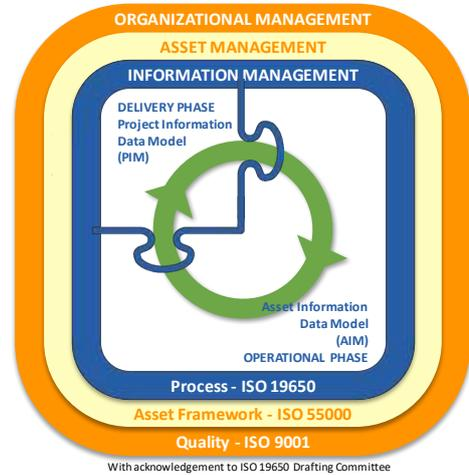 ORGANIZATIONAL MANAGEMENT
ASSET MANAGEMENT
INFORMATION MANAGEMENT
DELIVERY PHASE
Project Information
Data Model
(PIM)
Asset Information
Data Model
(AIM)
OPERATIONAL PHASE
Process - ISO 19650
Asset Framework - ISO 55000
Quality - ISO 9001
With acknowledgement to ISO 19650 Drafting Committee